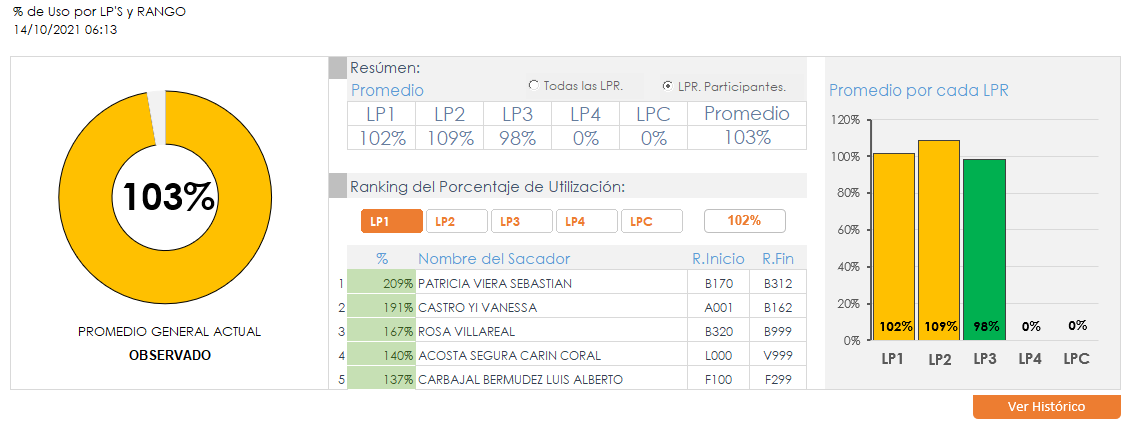 % de Uso por LP'S y RANGO
14/10/2021 06:13
103%
PROMEDIO GENERAL ACTUAL
OBSERVADO
Resúmen:
Promedio
Todas las LPR.
LPR. Participantes.
LP1 LP2 LP3 LP4 LPC Promedio
102% 109% 98% 0% 0% 103%
Ranking del Porcentaje de Utilización:
LP1 LP2 LP3 LP4 LPC 102%
% Nombre del Sacador R.Inicio R.Fin
1 209% PATRICIA VIERA SEBASTIAN B170 B312
2 191% CASTRO YI VANESSA A001 B162
3 167% ROSA VILLAREAL B320 B999
4 140% ACOSTA SEGURA CARIN CORAL L000 V999
5 137% CARBAJAL BERMUDEZ LUIS ALBERTO F100 F299
Promedio por cada LPR
120%
100%
80%
60%
40%
20%
0%
102% 109% 98% 0% 0%
LP1 LP2 LP3 LP4 LPC
Ver Histórico